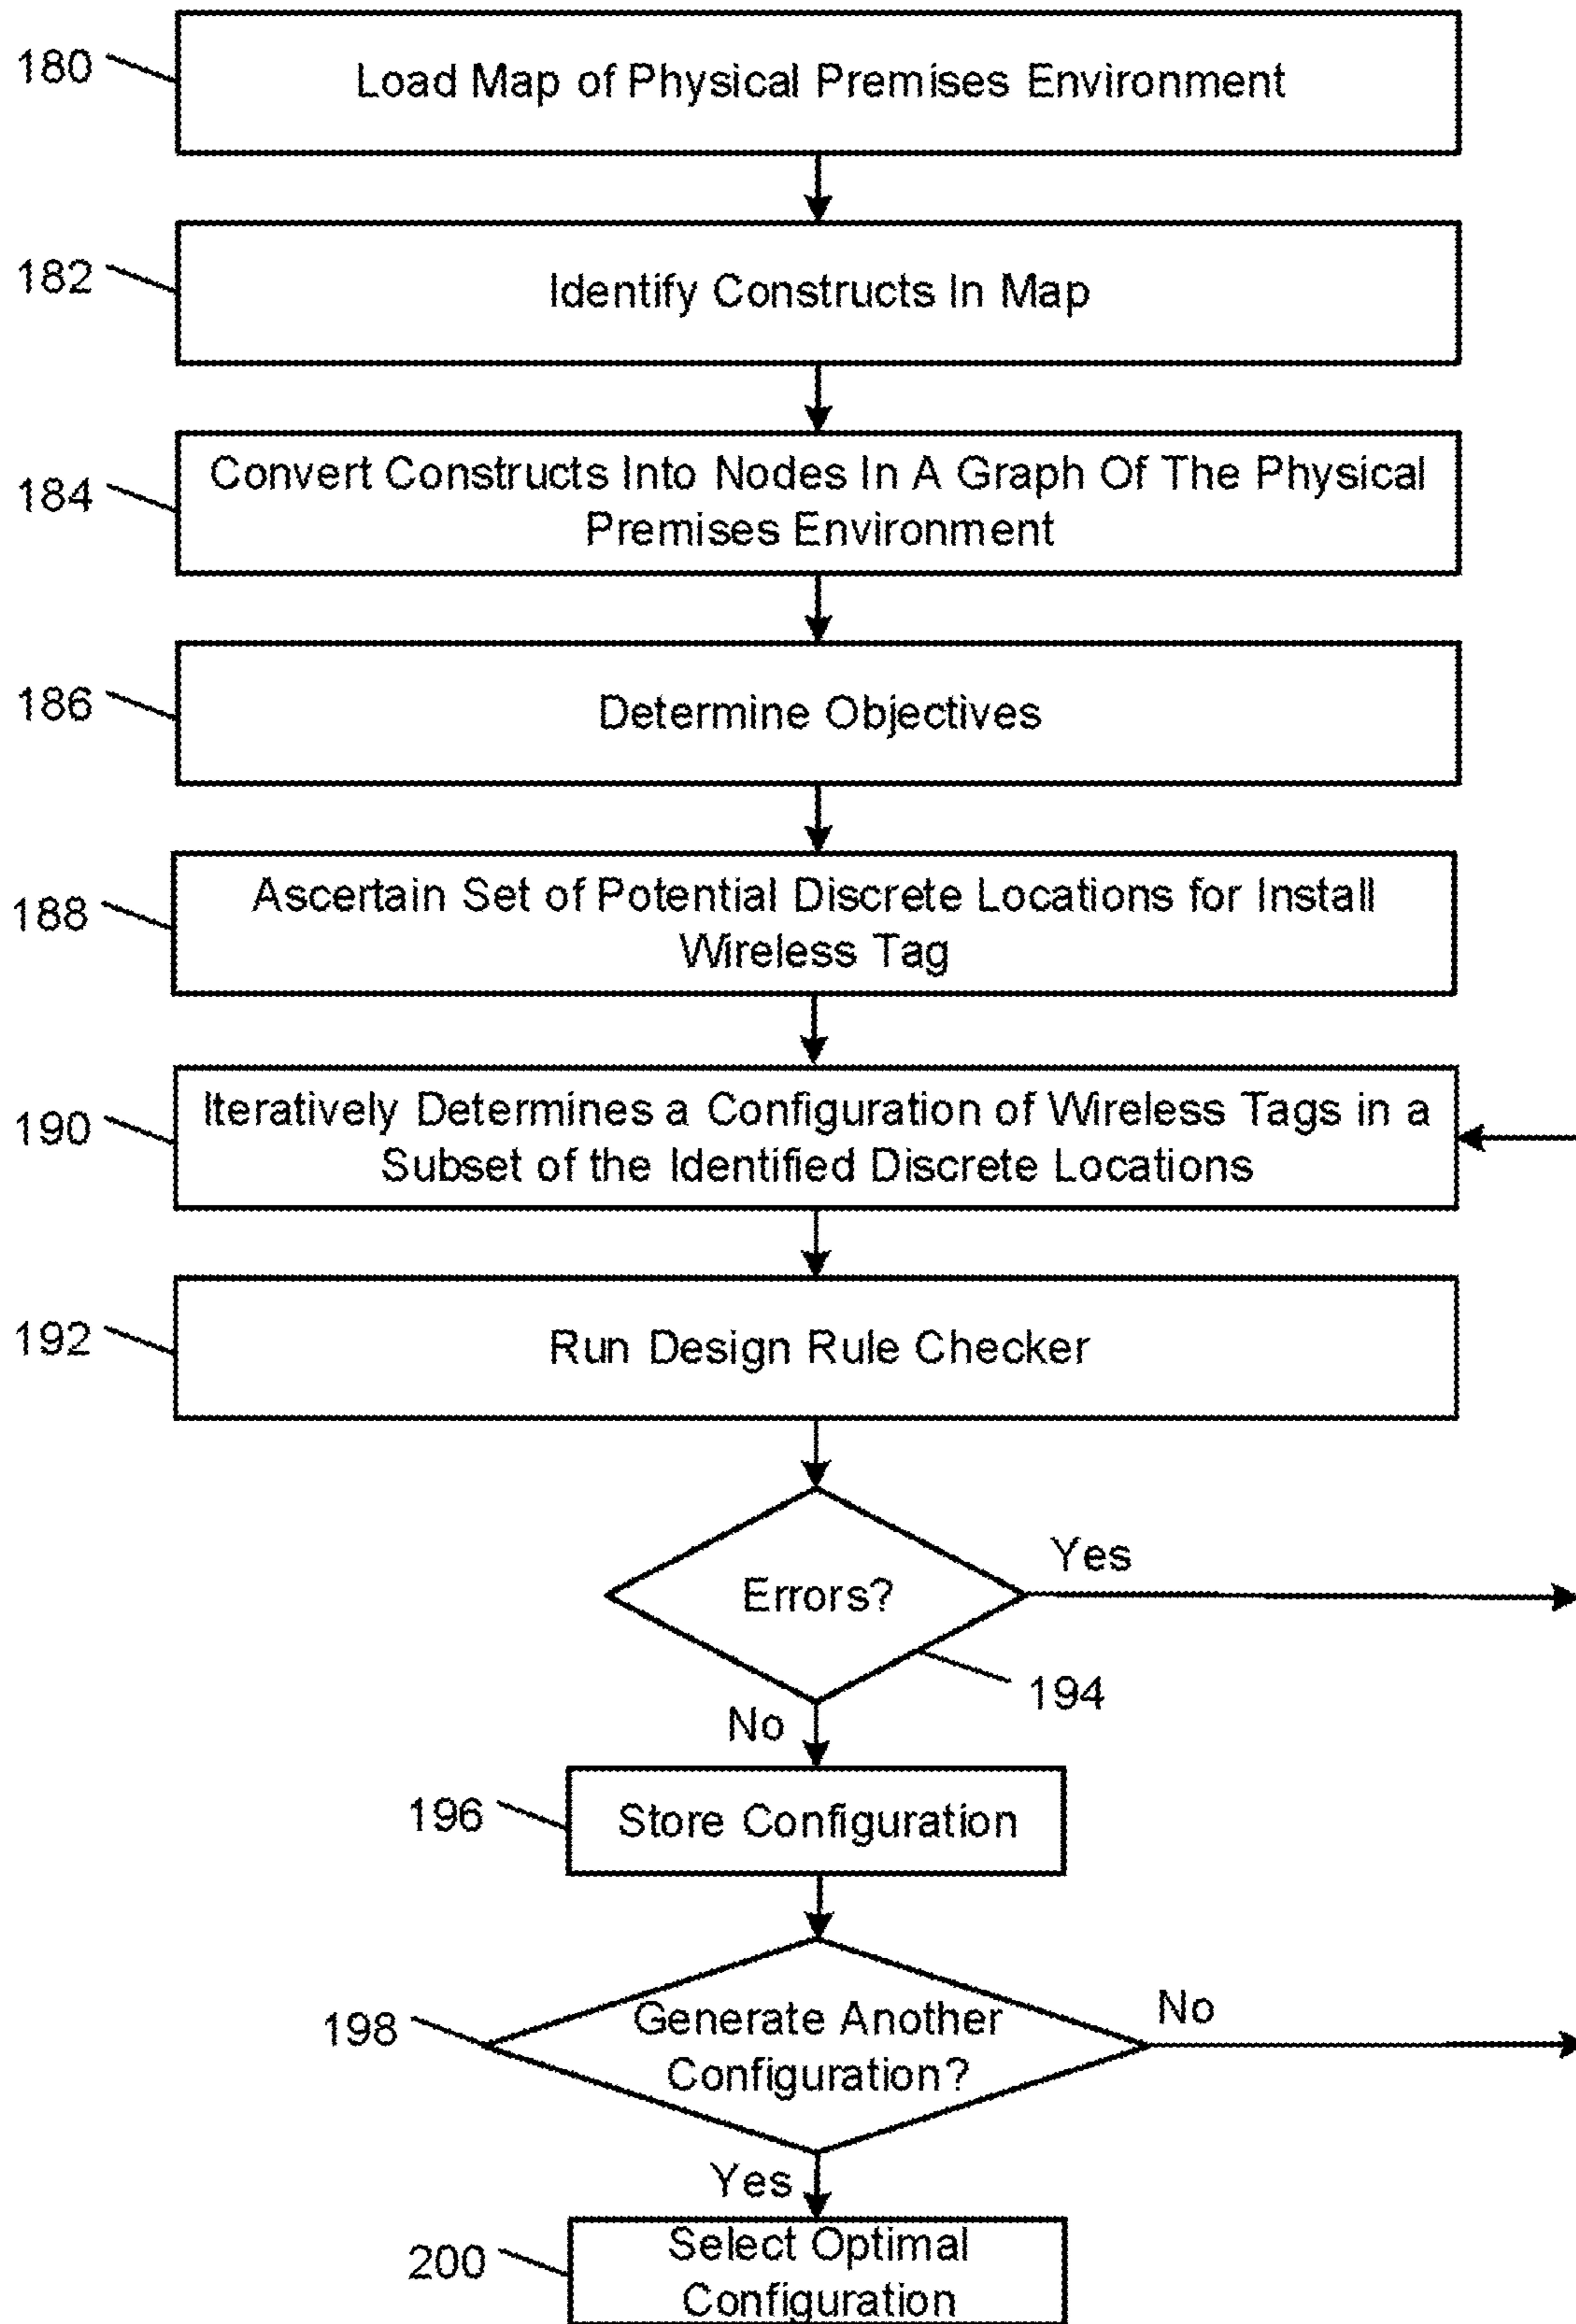 180
Load Map of Physical Premises Environment
182
Identify Constructs In Map
184
Convert Constructs Into Nodes In A Graph Of The Physical
Premises Environment
186
Determine Objectives
188
Ascertain Set of Potential Discrete Locations for Install
Wireless Tag
190
Iteratively Determines a Configuration of Wireless Tags in a
Subset of the Identified Discrete Locations
192
Run Design Rule Checker
Errors?
Yes
194
No
196
Store Configuration
198
Generate Another
Configuration?
No
Yes
200
Select Optimal
Configuration